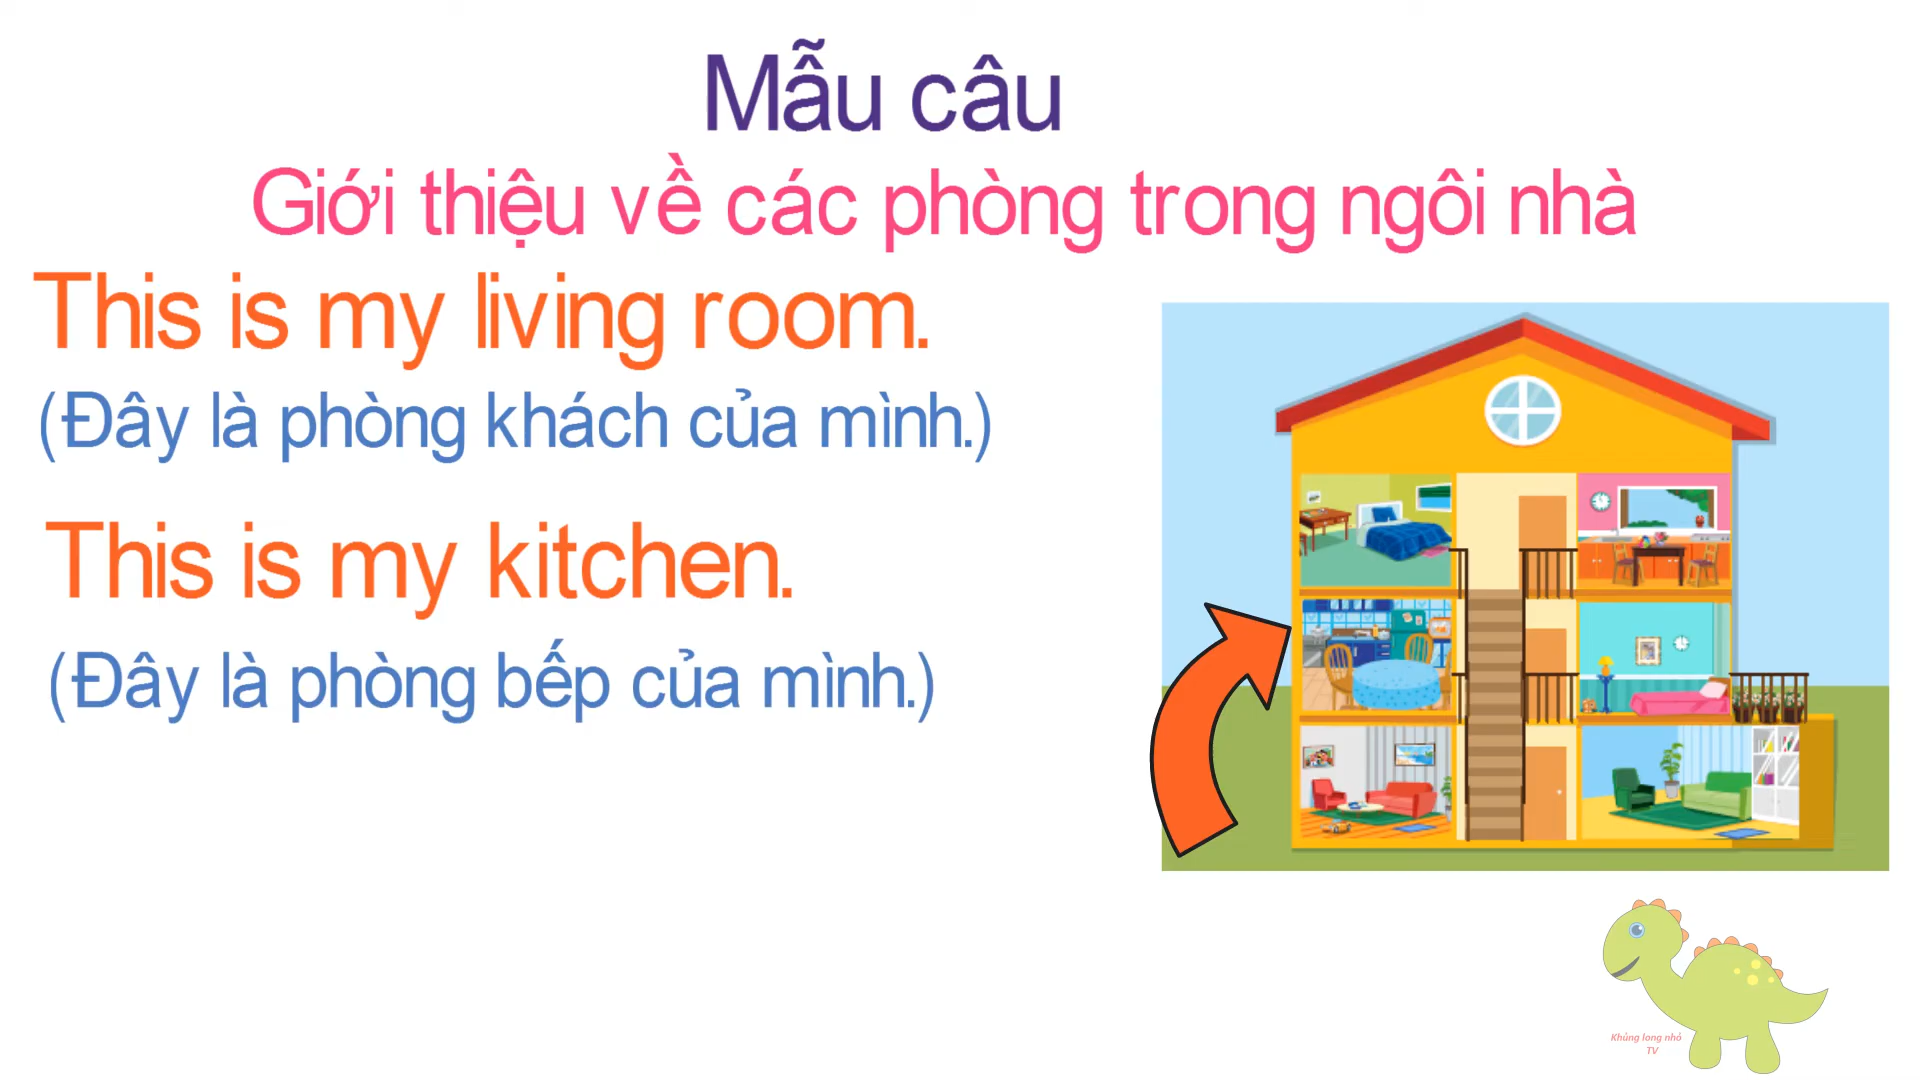 Mẫu câu
Giới thiệu về các phòng trong ngôi nhà
This is my living room.
(Đây là phòng khách của mình.)
This is my kitchen.
(Đây là phòng bếp của mình.)
Khủng long nhỏ
TV